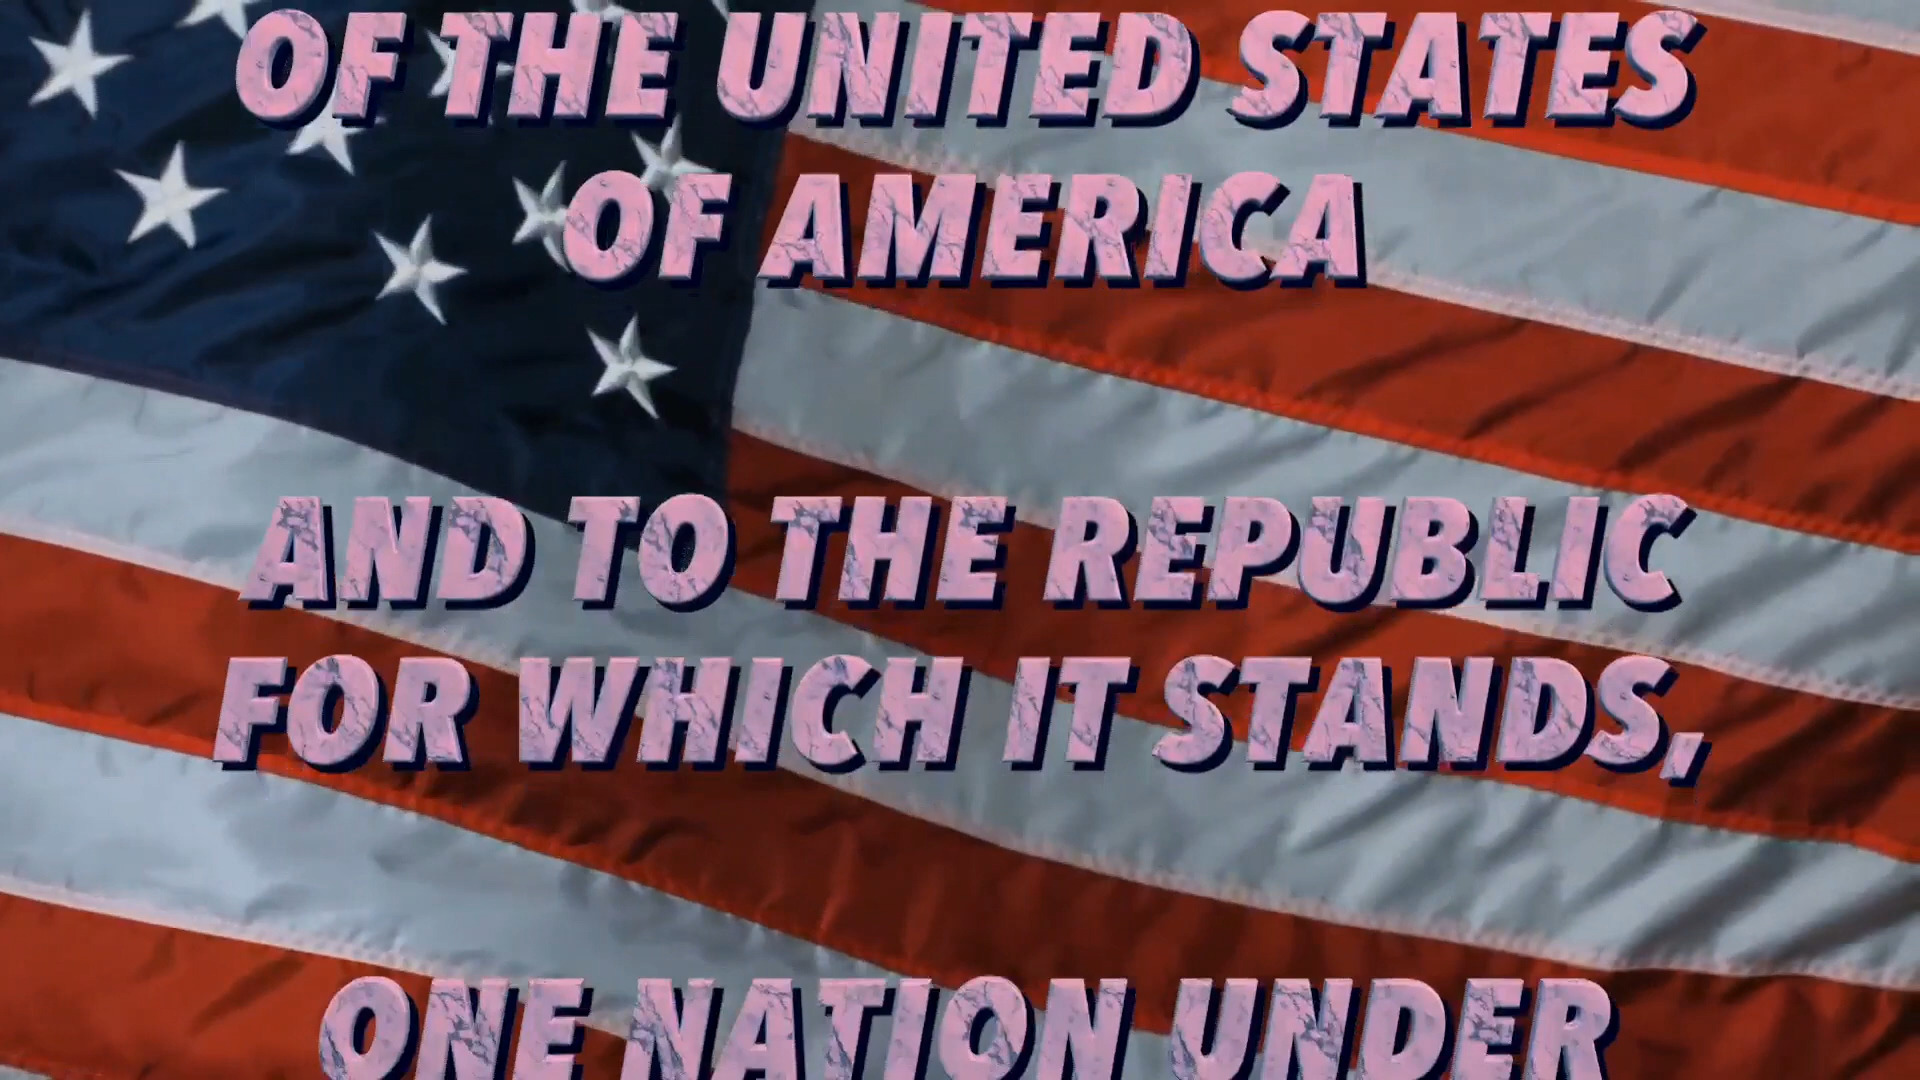 OF THE UNITED STATES
OF AMERICA
AND TO THE REPUBLIC
FOR WHICH IT STANDS,
ONE NATION UNDER